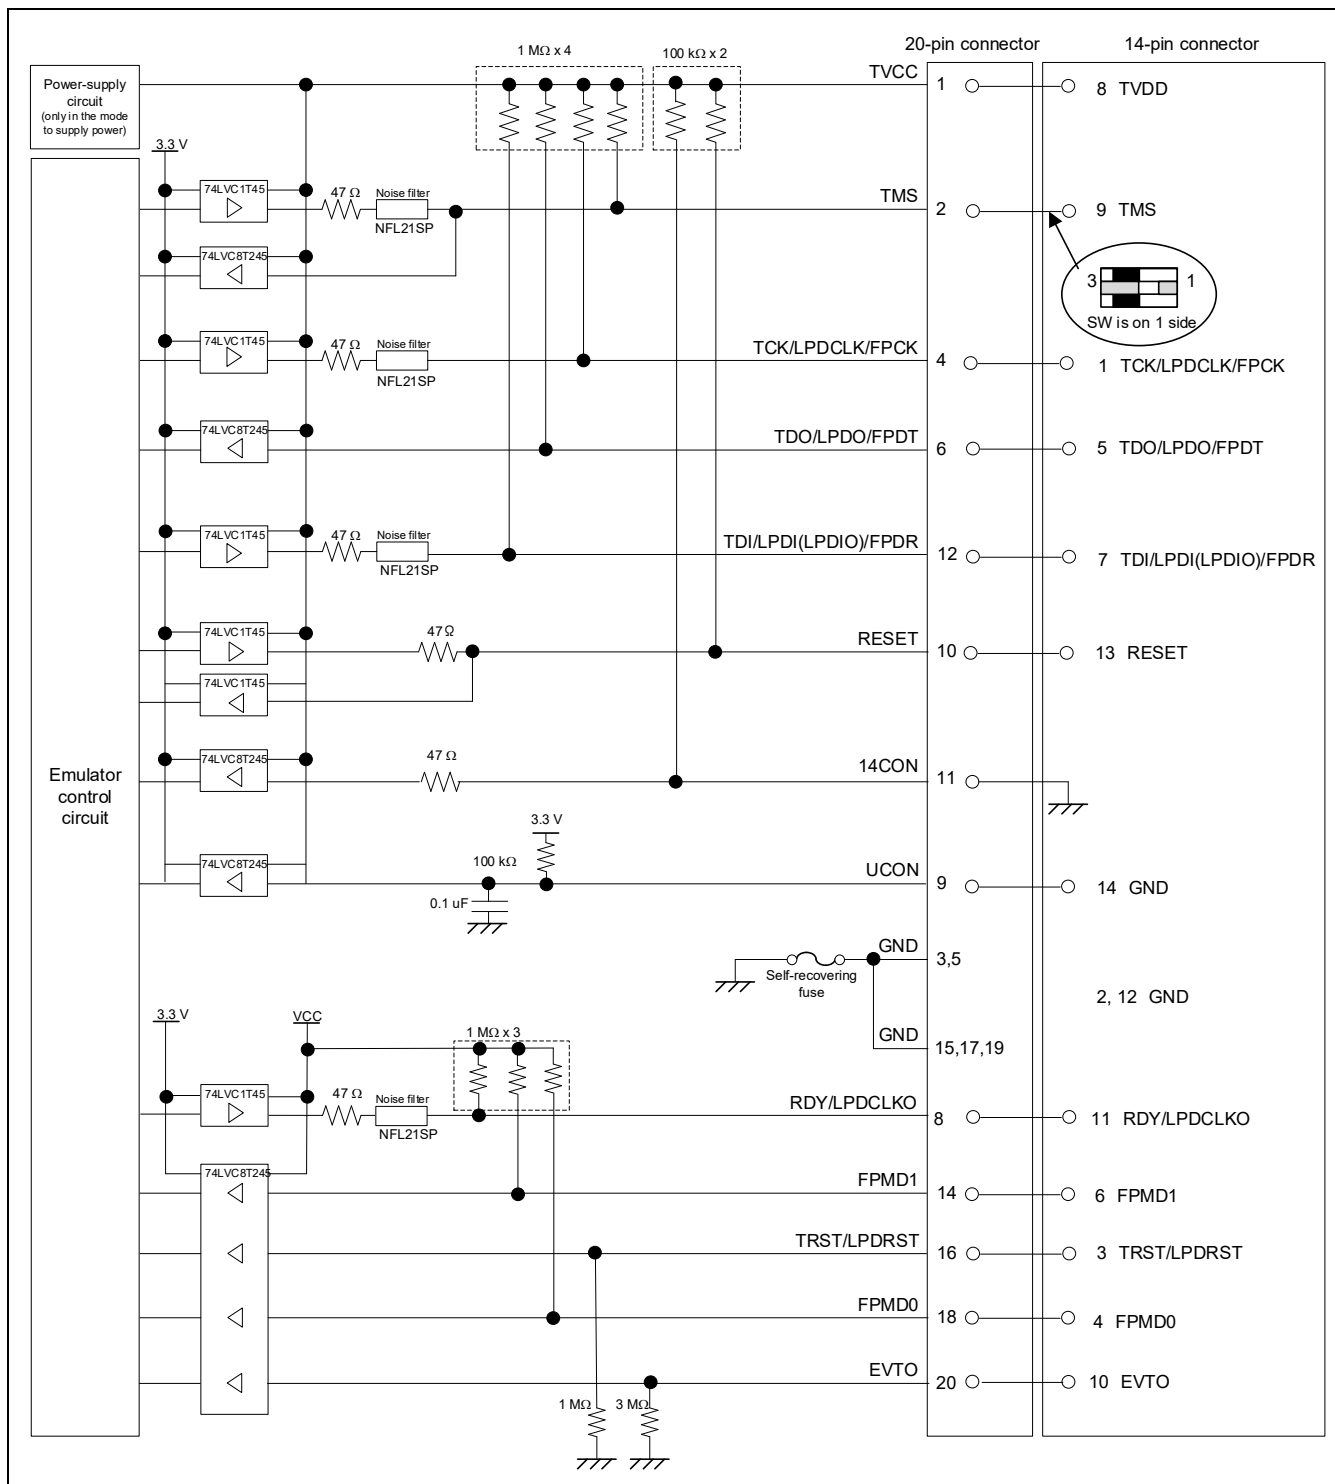 1 MΩ x 4
100 kΩ x 2
20-pin connector
14-pin connector
Power-supply
circuit
(only in the mode
to supply power)
TVCC
1
8 TVDD
3.3 V
74LVC1T45
47 Ω
Noise filter
NFL21SP
TMS
2
9 TMS
74LVC8T245
3
1
SW is on 1 side
74LVC1T45
47 Ω
Noise filter
NFL21SP
TCK/LPDCLK/FPCK
4
1 TCK/LPDCLK/FPCK
74LVC8T245
TDO/LPDO/FPDT
6
5 TDO/LPDO/FPDT
74LVC1T45
47 Ω
Noise filter
NFL21SP
TDI/LPDI(LPDIO)/FPDR
12
7 TDI/LPDI(LPDIO)/FPDR
74LVC1T45
47Ω
RESET
10
13 RESET
74LVC1T45
74LVC8T245
47 Ω
14CON
11
Emulator
control
circuit
3.3 V
74LVC8T245
100 kΩ
UCON
9
14 GND
0.1 uF
GND
3,5
Self-recovering
fuse
2, 12 GND
3.3 V
VCC
1 MΩ x 3
GND
15,17,19
74LVC1T45
47 Ω
Noise filter
NFL21SP
RDY/LPDCLKO
8
11 RDY/LPDCLKO
74LVC8T245
FPMD1
14
6 FPMD1
TRST/LPDRST
16
3 TRST/LPDRST
FPMD0
18
4 FPMD0
EVTO
20
10 EVTO
1 MΩ
3 MΩ